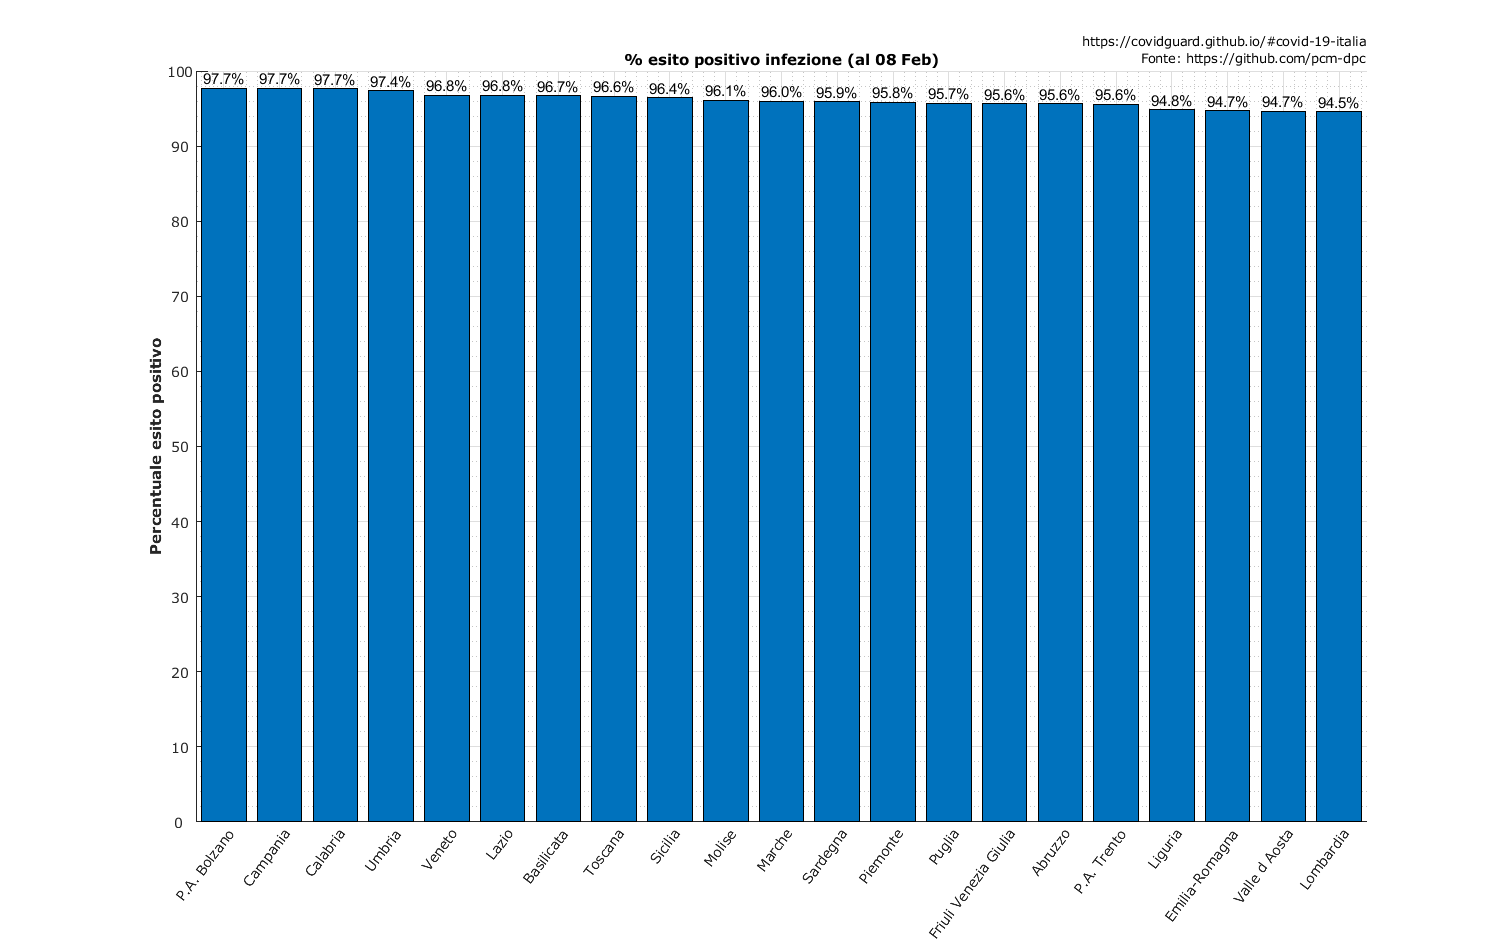 https://covidguard.github.io/#covid-19-italia
% esito positivo infezione (al 08 Feb)
Fonte: https://github.com/pcm-dpc
Percentuale esito positivo
100
90
80
70
60
50
40
30
20
10
0
97.7% 97.7% 97.7% 97.4% 96.8% 96.8% 96.7% 96.6% 96.4% 96.1% 96.0% 95.9% 95.8% 95.7% 95.6% 95.6% 95.6% 94.8% 94.7% 94.7% 94.5%
P.A. Bolzano
Campania
Calabria
Umbria
Veneto
Lazio
Basilicata
Toscana
Sicilia
Molise
Marche
Sardegna
Piemonte
Puglia
Friuli Venezia Giulia
Abruzzo
P.A. Trento
Liguria
Emilia-Romagna
Valle d Aosta
Lombardia